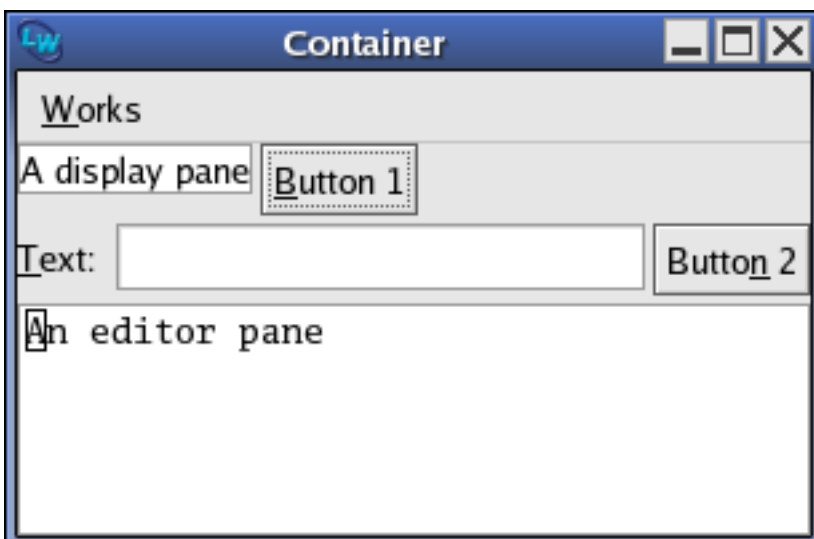 LW Container
Works
A display pane Button 1
Text: Button 2
An editor pane